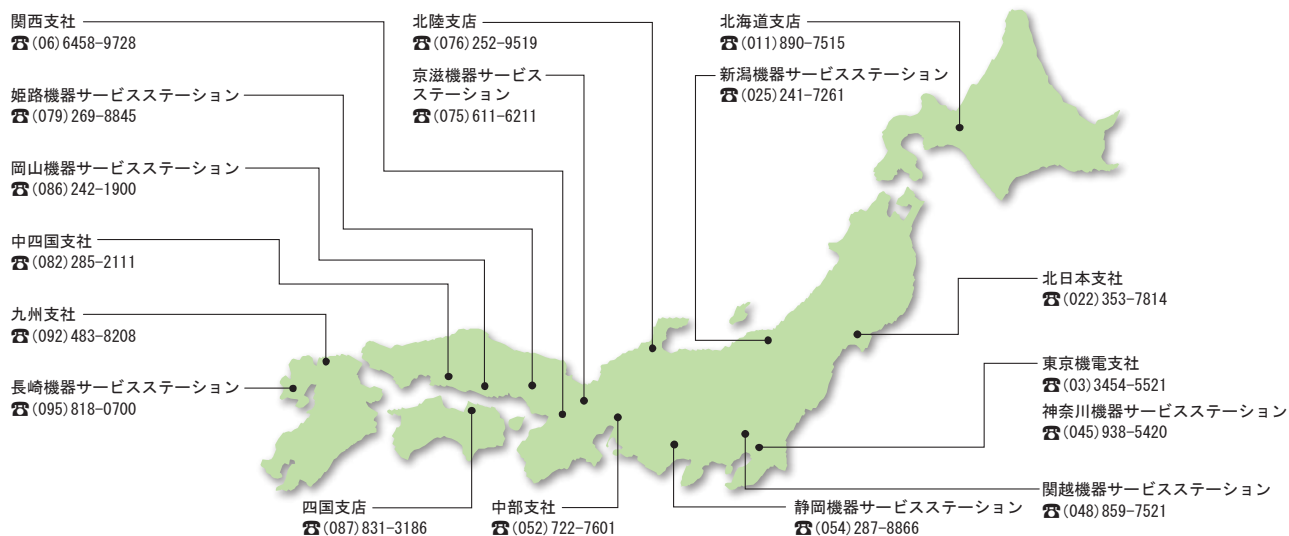 関西支社
☎(06)6458-9728
姫路機器サービスステーション
☎(079)269-8845
岡山機器サービスステーション
☎(086)242-1900
中四国支社
☎(082)285-2111
九州支社
☎(092)483-8208
長崎機器サービスステーション
☎(095)818-0700
北陸支店
☎(076)252-9519
京滋機器サービス
ステーション
☎(075)611-6211
北海道支店
☎(011)890-7515
新潟機器サービスステーション
☎(025)241-7261
北日本支社
☎(022)353-7814
東京機電支社
☎(03)3454-5521
神奈川機器サービスステーション
☎(045)938-5420
関越機器サービスステーション
☎(048)859-7521
静岡機器サービスステーション
☎(054)287-8866
中部支社
☎(052)722-7601
四国支店
☎(087)831-3186